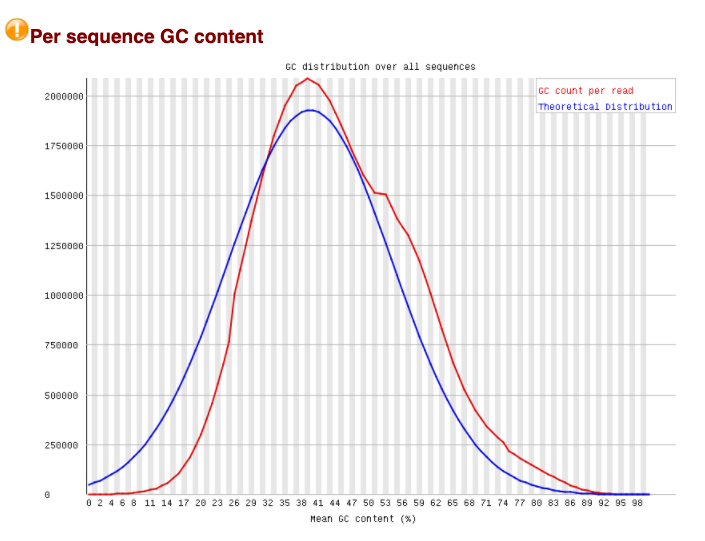 Per sequence GC content
GC distribution over all sequences
GC count per read
Theoretical Distribution
2000000
1750000
1500000
1250000
1000000
750000
500000
250000
0
0 2 4 6 8 11 14 17 20 23 26 29 32 35 38 41 44 47 50 53 56 59 62 65 68 71 74 77 80 83 86 89 92 95 98
Mean GC content (%)